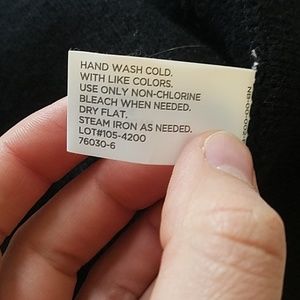 HAND WASH COLD.
WITH LIKE COLORS.
USE ONLY NON-CHLORINE
BLEACH WHEN NEEDED.
DRY FLAT.
STEAM IRON AS NEEDED.
LOT#105-4200
76030-6